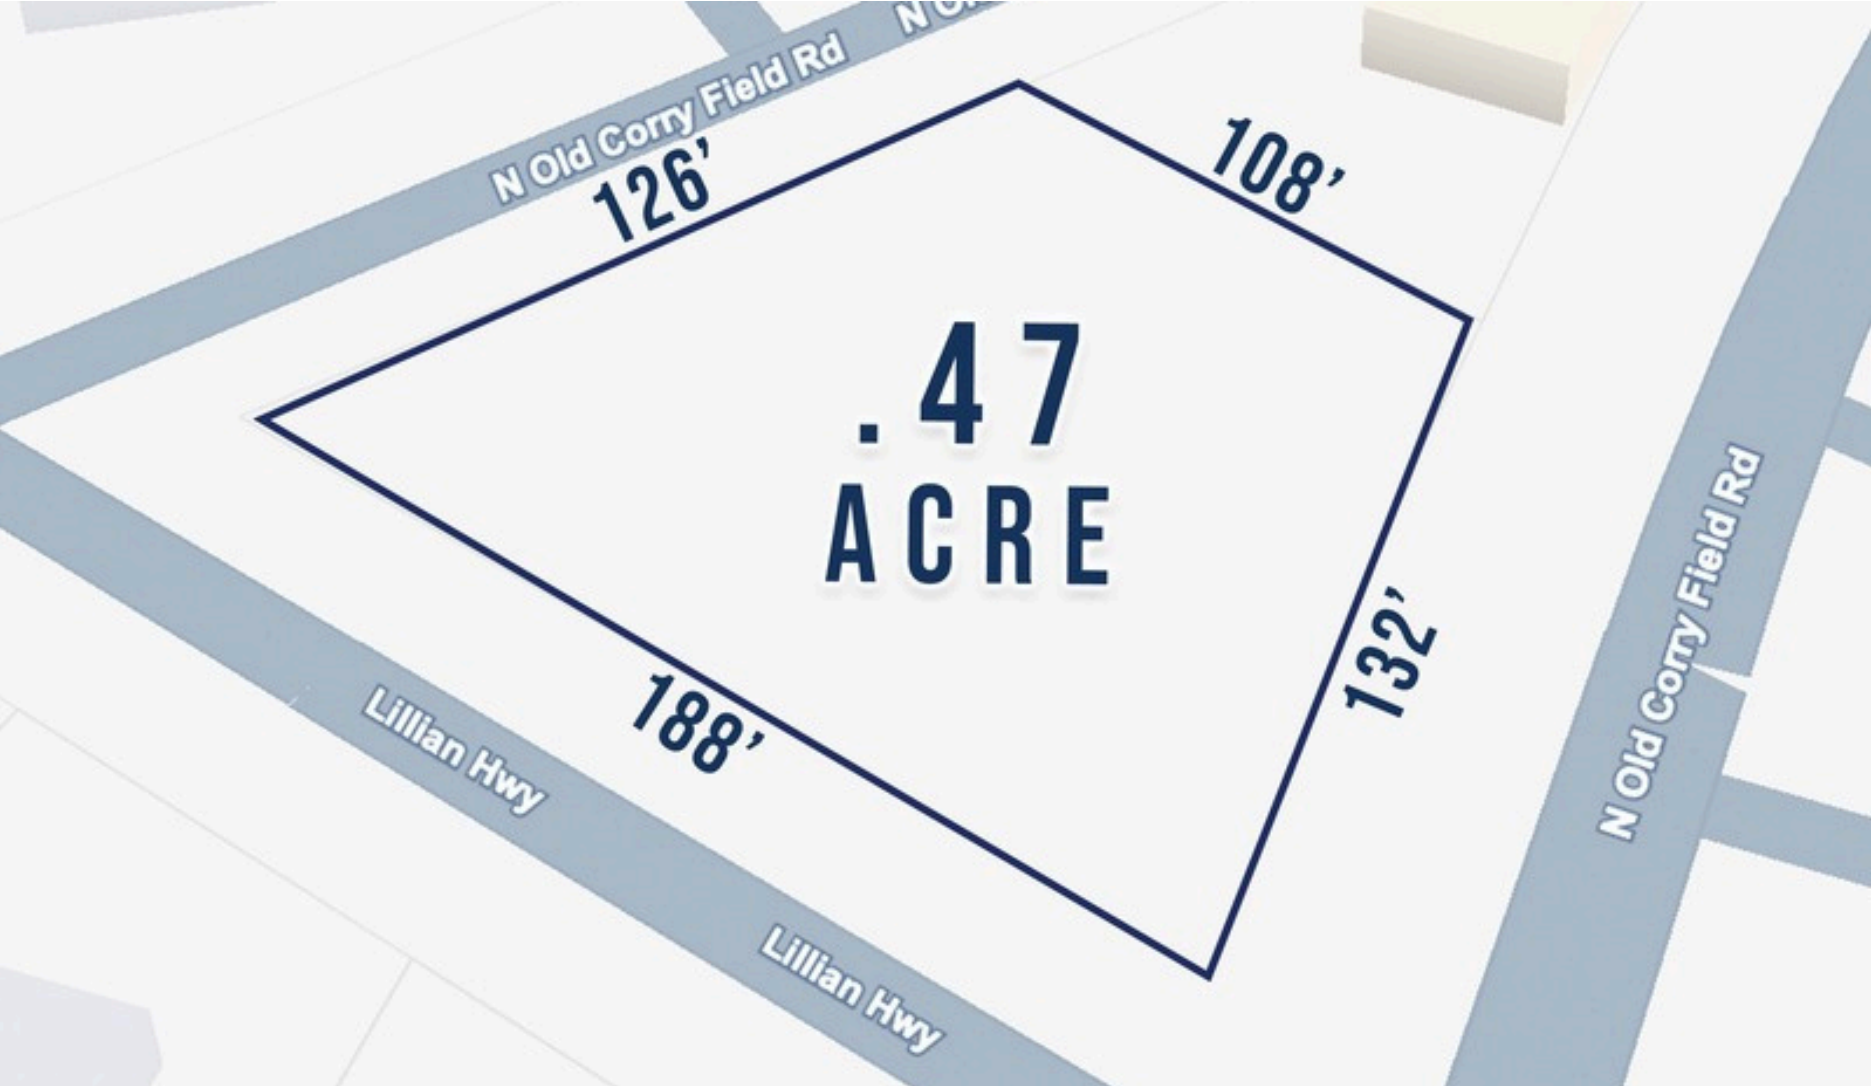 N Old Corry Field Rd
126’
108’
.47
ACRE
132’
N Old Corry Field Rd
188’
Lillian Hwy
Lillian Hwy